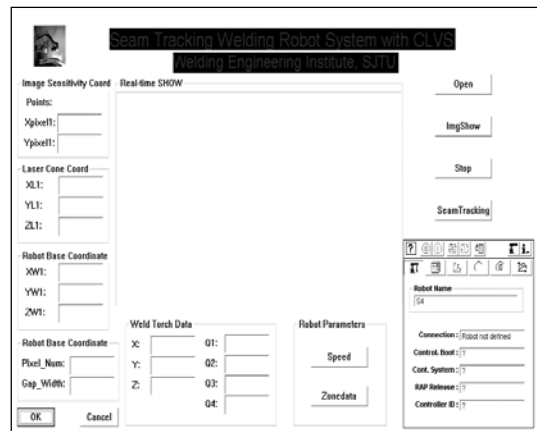 Seam Tracking Welding Robot System with CLVS
Welding Engineering Institute, SJTU
Image Sensitivity Coord
Points:
Xpixel1:
Ypixel1:
Laser Cone Coord
XL1:
YL1:
ZL1:
Robot Base Coordinate
XW1:
YW1:
ZW1:
Robot Base Coordinate
Pixel_Num:
Gap_Width:
OK
Cancel
Real-time SHOW
Weld Torch Data
X:
Y:
Z:
Q1:
Q2:
Q3:
Q4:
Robot Parameters
Speed
Zonedata
Open
ImgShow
Stop
SeamTracking
Robot Name
S4
Connection: Robot not defined
Control. Boot: ?
Cont. System: ?
RAP Release: ?
Controller ID: ?